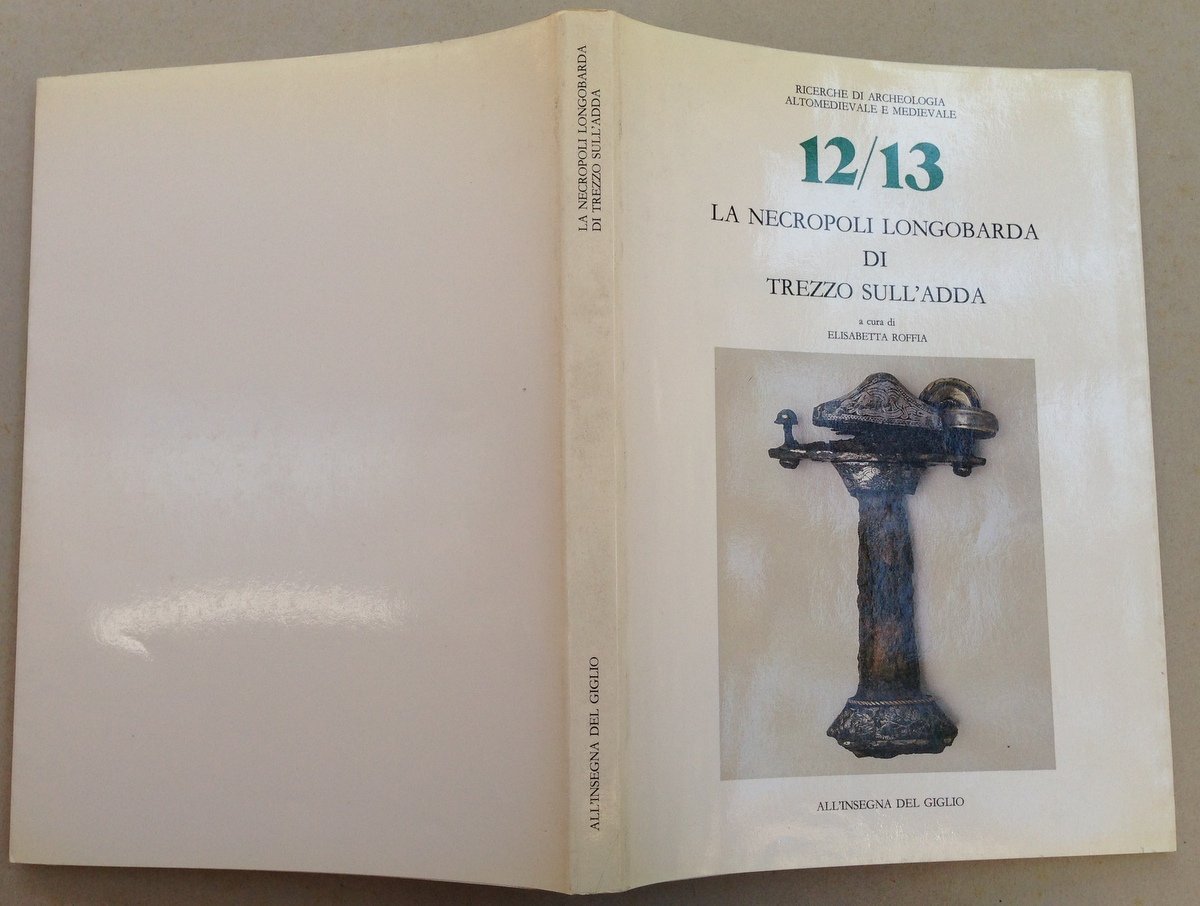 LA NECROPOLI LONGOBARDA
DI TREZZO SULL'ADDA
ALL'INSEGNA DEL GIGLIO
RICERCHE DI ARCHEOLOGIA
ALTOMEDIEVALE E MEDIEVALE
12/13
LA NECROPOLI LONGOBARDA
DI
TREZZO SULL'ADDA
a cura di
ELISABETTA ROFFIA
ALL'INSEGNA DEL GIGLIO